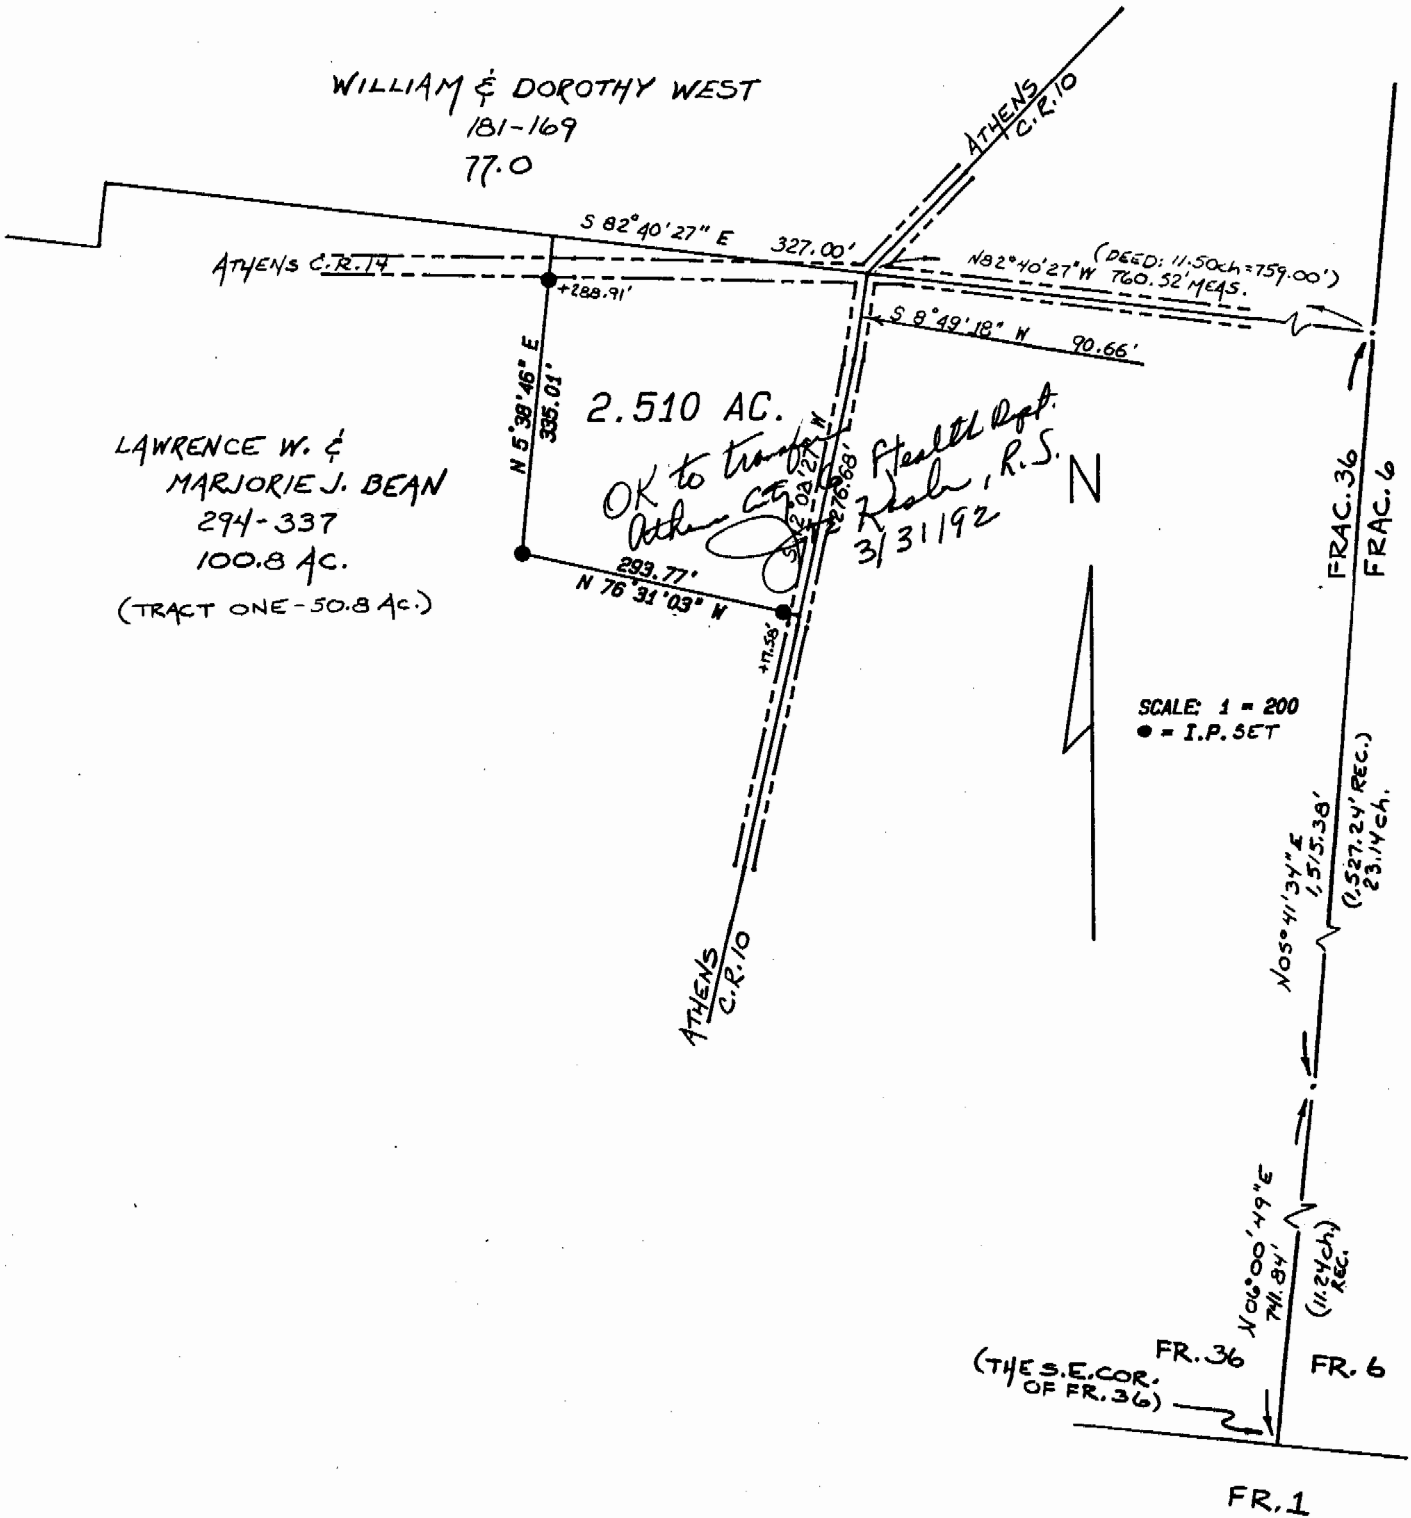 WILLIAM & DOROTHY WEST
181-169
77.0
ATHENS
C.R.10
S 82°40'27" E
327.00'
(DEED: 11.50ch=759.00')
N82°40'27"W 760.52' MEAS.
ATHENS C.R.14
+288.91'
S 8°49'18" W 90.66'
N 5°38'46" E
335.01'
2.510 AC.
LAWRENCE W. &
MARJORIE J. BEAN
294-337
100.8 AC.
(TRACT ONE-50.8 AC.)
OK to transfer
Athens Health Dept.
R.S.
3/31/92
276.68'
N
FRAC.36
FRAC.6
293.77'
N 76°31'03" W
+17.58'
SCALE: 1 = 200
● = I.P. SET
N05°41'34"E
1,515.38'
(1,527.24' REC.)
23.14ch.
ATHENS
C.R.10
N06°00'49"E
741.84'
(11.24ch.)
REC.
FR.36
FR.6
(THE S.E.COR.
OF FR.36)
FR.1